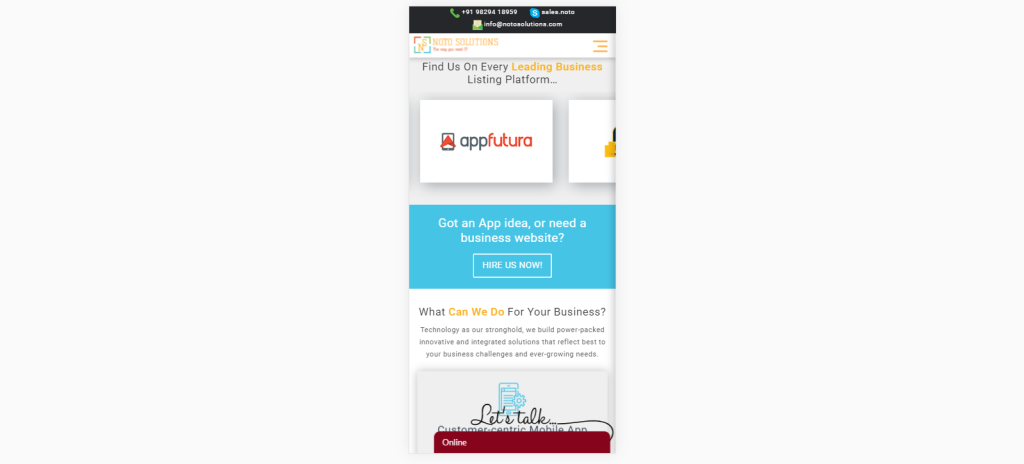 +91 98294 18959 sales.noto
info@notosolutions.com
NOTO SOLUTIONS
The way you need IT
Find Us On Every Leading Business
Listing Platform...
appfutura
Got an App idea, or need a
business website?
HIRE US NOW!
What Can We Do For Your Business?
Technology as our stronghold, we build power-packed
innovative and integrated solutions that reflect best to
your business challenges and ever-growing needs.
Let's talk...
Customer-centric Mobile App
Online